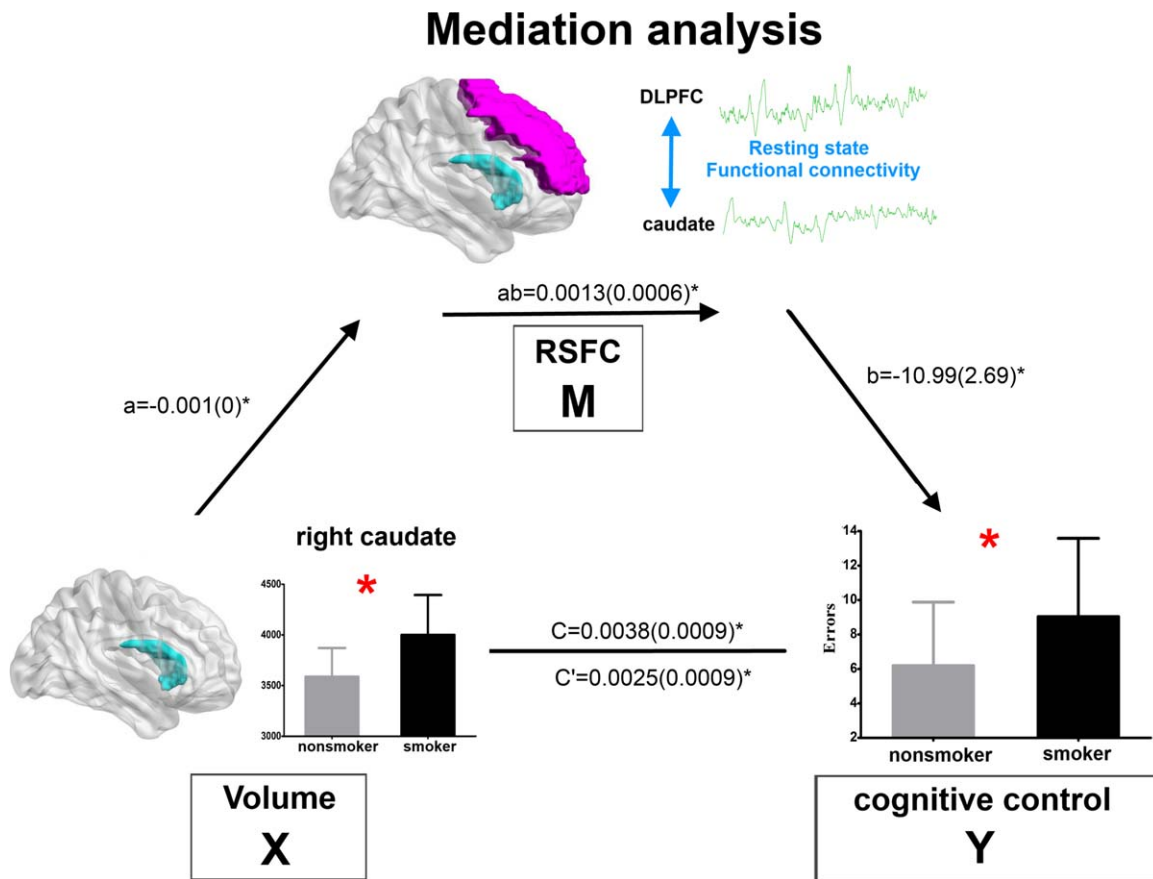 Mediation analysis
DLPFC
Resting state
Functional connectivity
caudate
ab=0.0013(0.0006)*
RSFC
M
a=-0.001(0)*
b=-10.99(2.69)*
right caudate
*
4500
4000
3500
3000
nonsmoker
smoker
C=0.0038(0.0009)*
C'=0.0025(0.0009)*
*
Errors
14
12
10
8
6
4
2
nonsmoker
smoker
Volume
X
cognitive control
Y